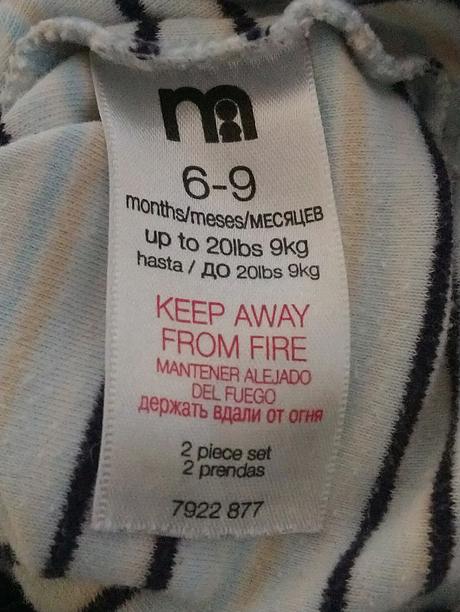 m
6-9
months/meses/МЕСЯЦЕВ
up to 20lbs 9kg
hasta / ДО 20lbs 9kg
KEEP AWAY
FROM FIRE
MANTENER ALEJADO
DEL FUEGO
держать вдали от огня
2 piece set
2 prendas
7922 877